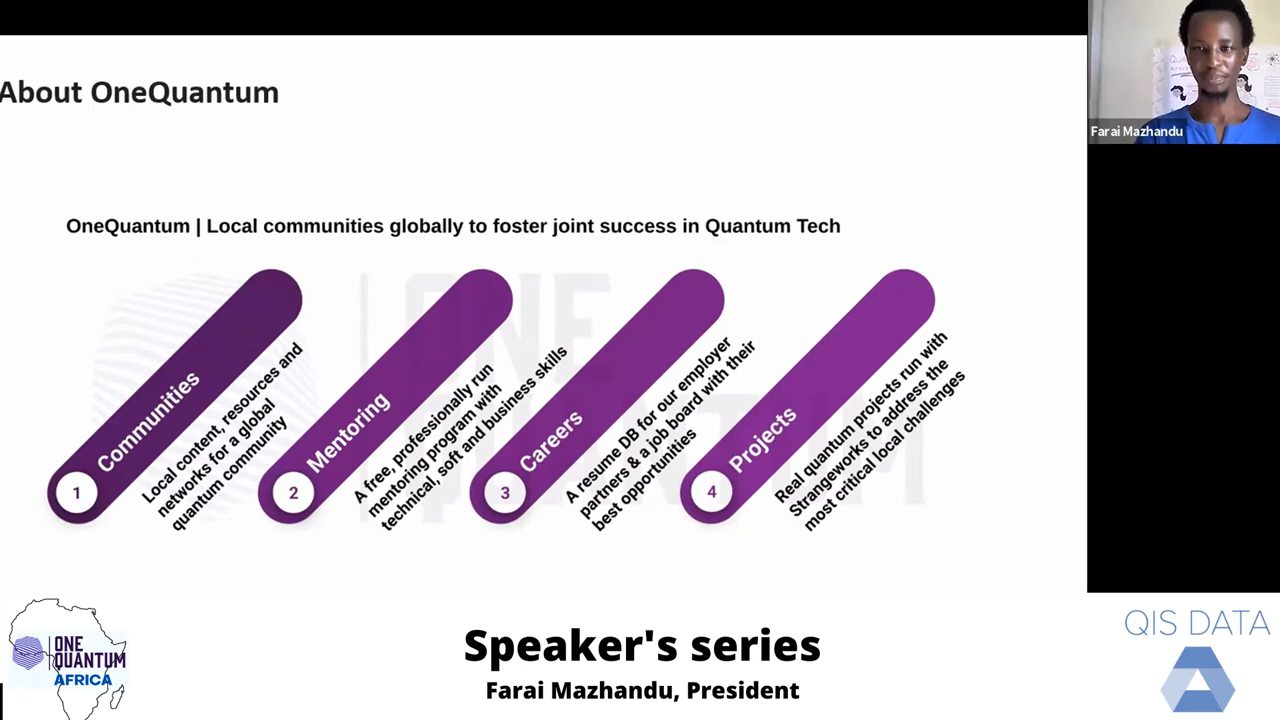 About OneQuantum
Farai Mazhandu
OneQuantum | Local communities globally to foster joint success in Quantum Tech
1
Communities
Local content, resources and
networks for a global
quantum community
2
Mentoring
A free, professionally run
mentoring program with
technical, soft and business skills
3
Careers
A resume DB for our employer
partners & a job board with their
best opportunities
4
Projects
Real quantum projects run with
Strangeworks to address the
most critical local challenges
ONE
QUANTUM
ONE
QUANTUM
AFRICA
Speaker's series
Farai Mazhandu, President
QIS DATA